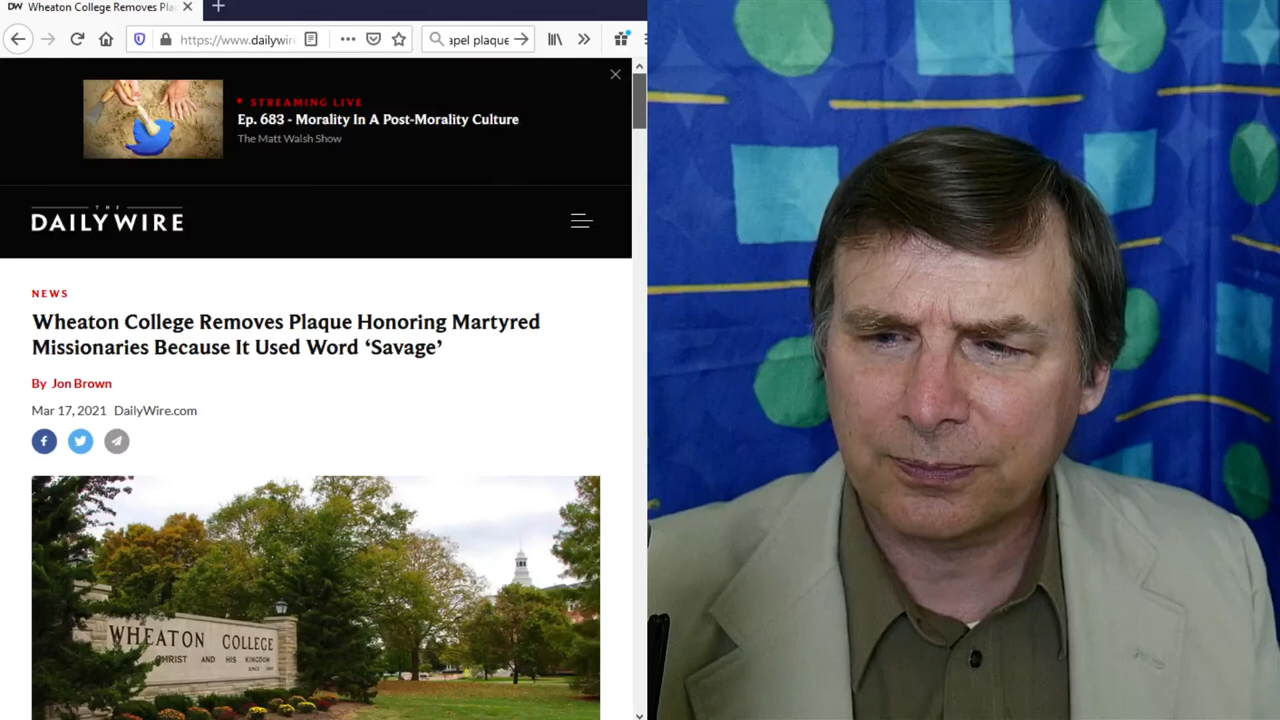 DW Wheaton College Removes Pla
https://www.dailywir
apel plaque
STREAMING LIVE
Ep. 683 - Morality In A Post-Morality Culture
The Matt Walsh Show
THE
DAILY WIRE
NEWS
Wheaton College Removes Plaque Honoring Martyred
Missionaries Because It Used Word ‘Savage’
By Jon Brown
Mar 17, 2021 DailyWire.com
WHEATON COLLEGE
CHRIST AND HIS KINGDOM